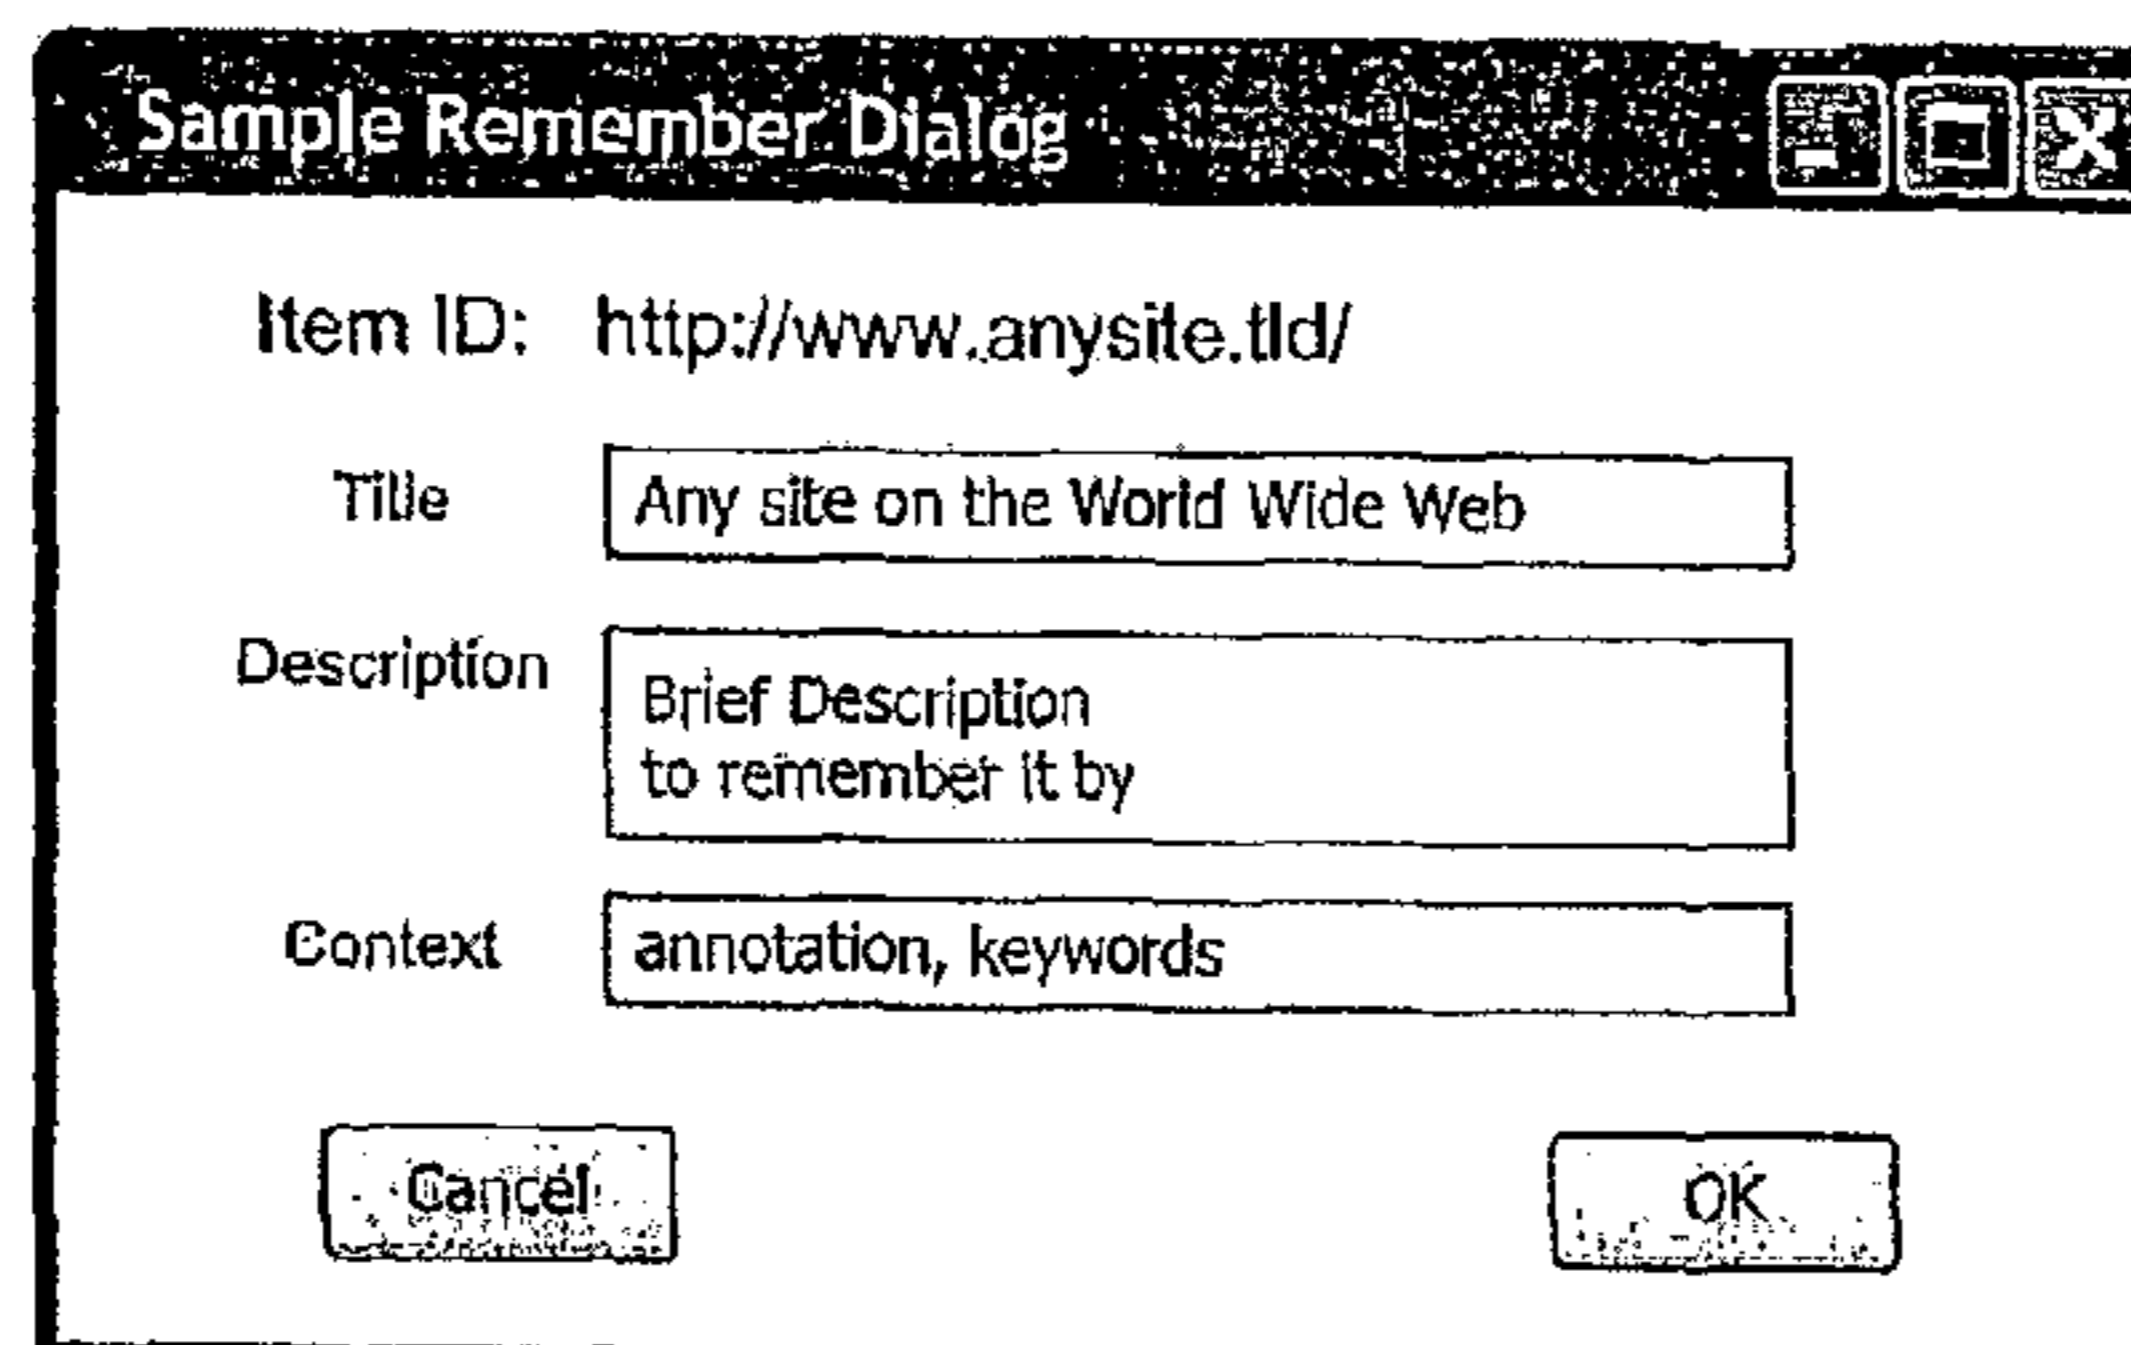 Sample Remember Dialog
Item ID: http://www.anysite.tld/
Title Any site on the World Wide Web
Description Brief Description
to remember it by
Context annotation, keywords
Cancel OK